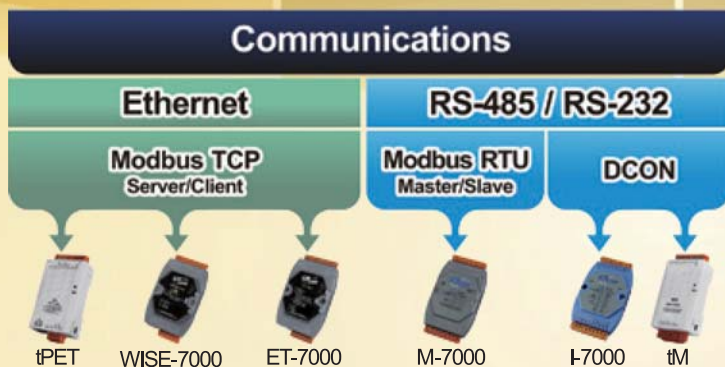 Communications
Ethernet
RS-485 / RS-232
Modbus TCP
Server/Client
Modbus RTU
Master/Slave
DCON
tPET
WISE-7000
ET-7000
M-7000
I-7000
tM